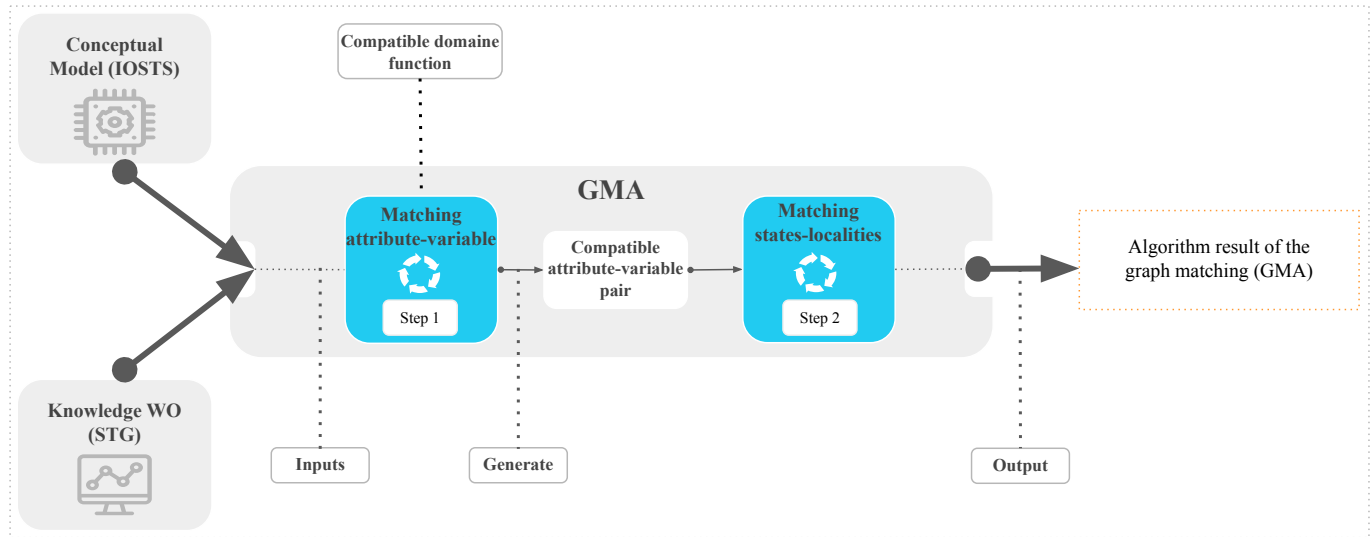 Conceptual
Model (IOSTS)
Compatible domaine
function
GMA
Matching
attribute-variable
Step 1
Compatible
attribute-variable
pair
Matching
states-localities
Step 2
Algorithm result of the
graph matching (GMA)
Knowledge WO
(STG)
Inputs
Generate
Output